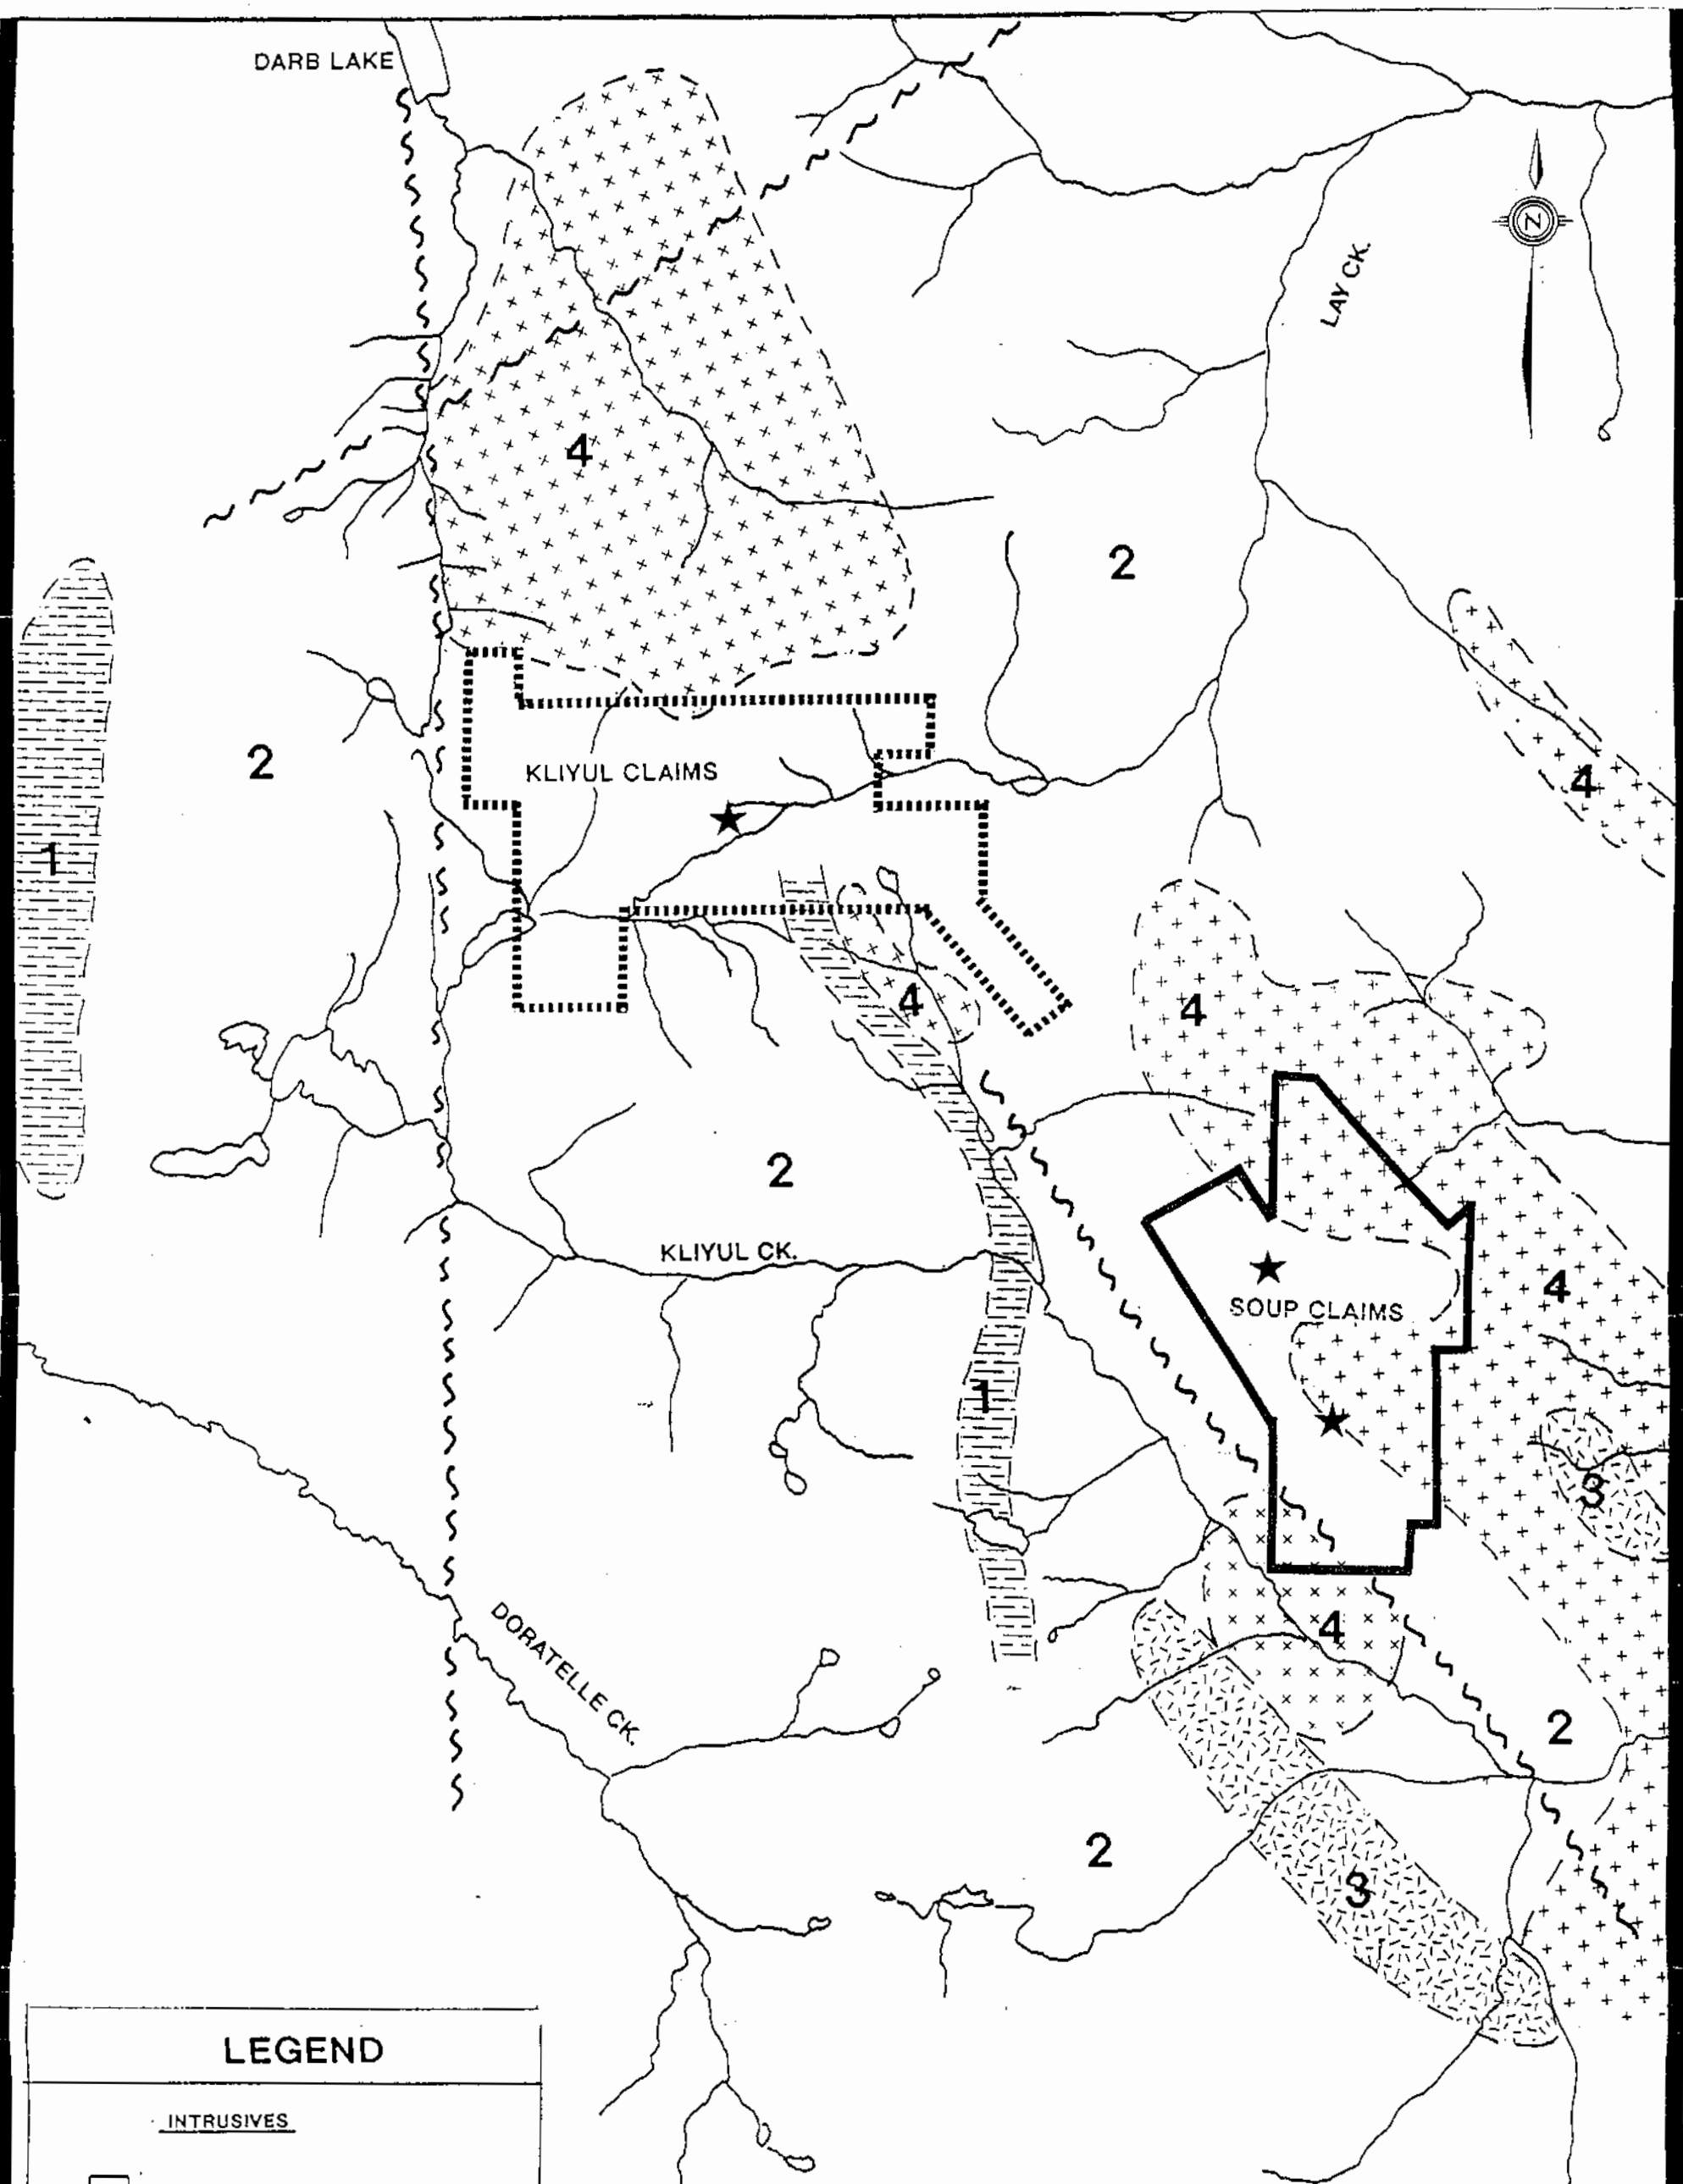 DARB LAKE
N
LAY CK.
4
2
4
2
KLIYUL CLAIMS
1
4
4
2
KLIYUL CK.
4
SOUP CLAIMS
1
3
4
DORATELLE CK.
2
2
3
LEGEND
INTRUSIVES